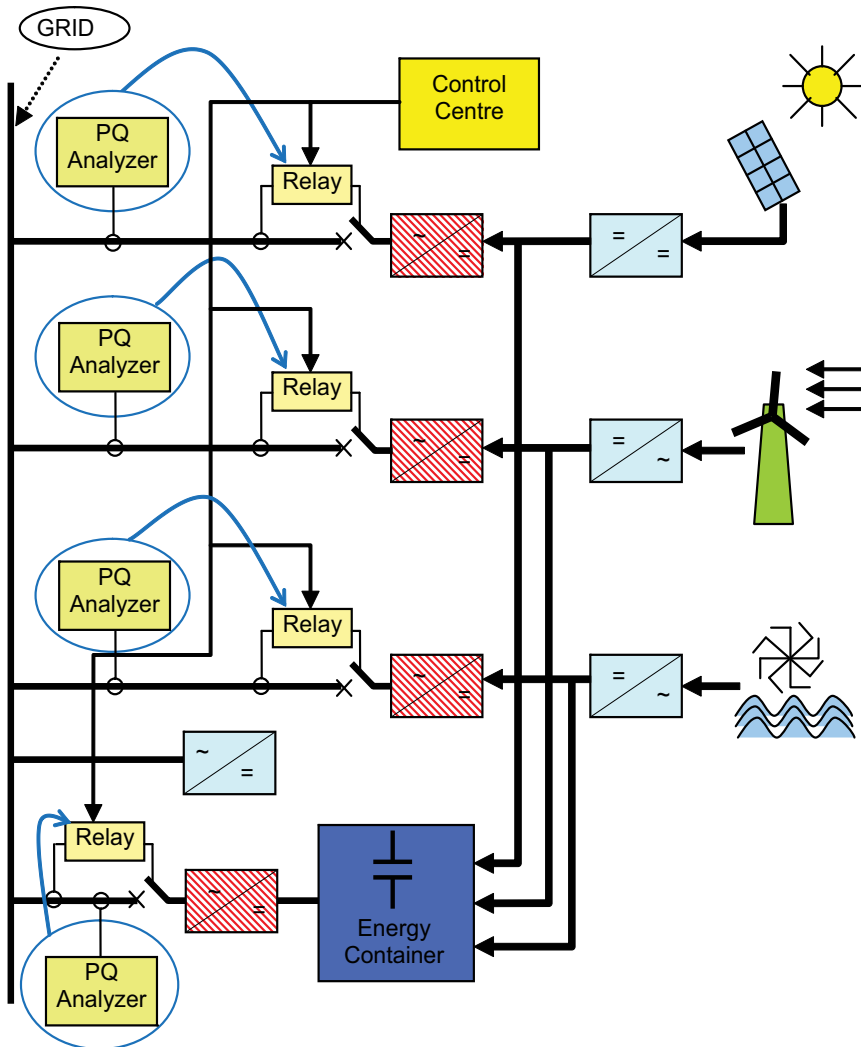 GRID
Control
Centre
PQ
Analyzer
Relay
~
=
=
=
PQ
Analyzer
Relay
~
=
=
~
PQ
Analyzer
Relay
~
=
=
~
~
=
Relay
~
=
Energy
Container
PQ
Analyzer